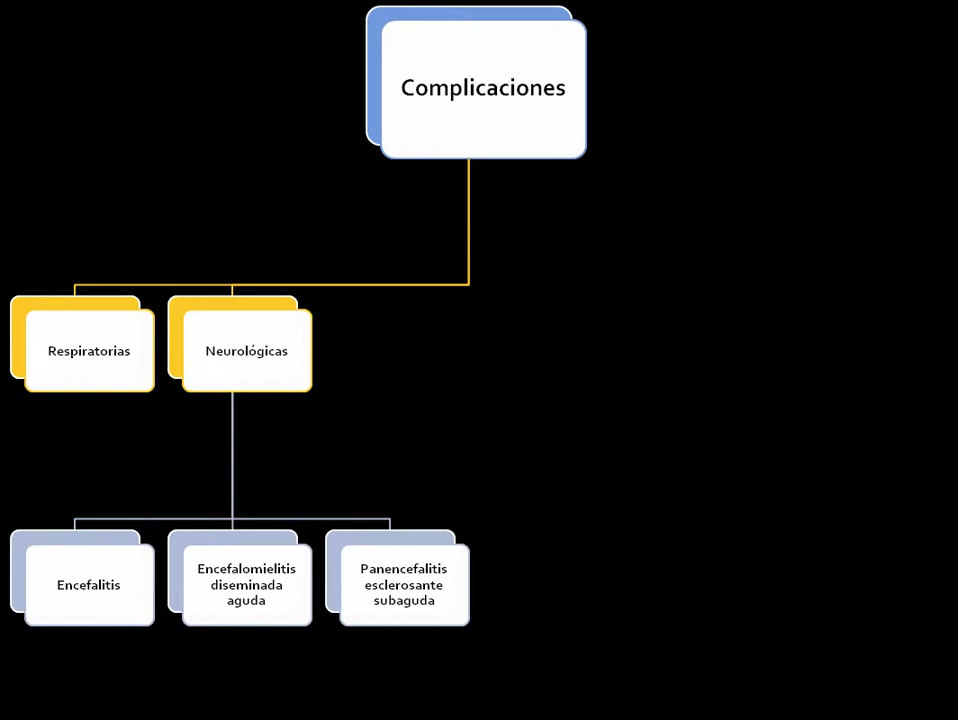 Complicaciones
Respiratorias
Neurológicas
Encefalitis
Encefalomielitis
diseminada
aguda
Panencefalitis
esclerosante
subaguda